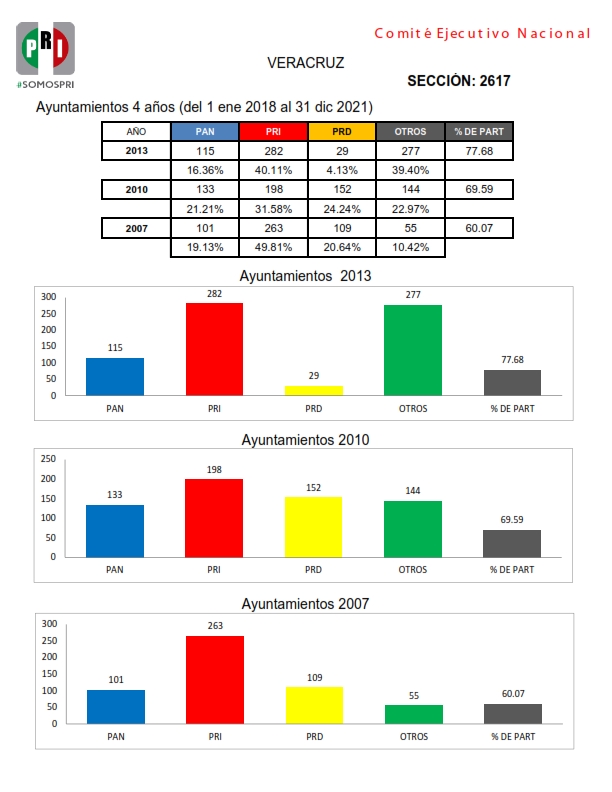 Comité Ejecutivo Nacional
PRI
#SOMOSPRI
VERACRUZ
SECCIÓN: 2617
Ayuntamientos 4 años (del 1 ene 2018 al 31 dic 2021)
AÑO PAN PRI PRD OTROS % DE PART
2013 115 282 29 277 77.68
16.36% 40.11% 4.13% 39.40%
2010 133 198 152 144 69.59
21.21% 31.58% 24.24% 22.97%
2007 101 263 109 55 60.07
19.13% 49.81% 20.64% 10.42%
Ayuntamientos 2013
300
250
200
150
100
50
0
115 282 29 277 77.68
PAN PRI PRD OTROS % DE PART
Ayuntamientos 2010
250
200
150
100
50
0
133 198 152 144 69.59
PAN PRI PRD OTROS % DE PART
Ayuntamientos 2007
300
250
200
150
100
50
0
101 263 109 55 60.07
PAN PRI PRD OTROS % DE PART